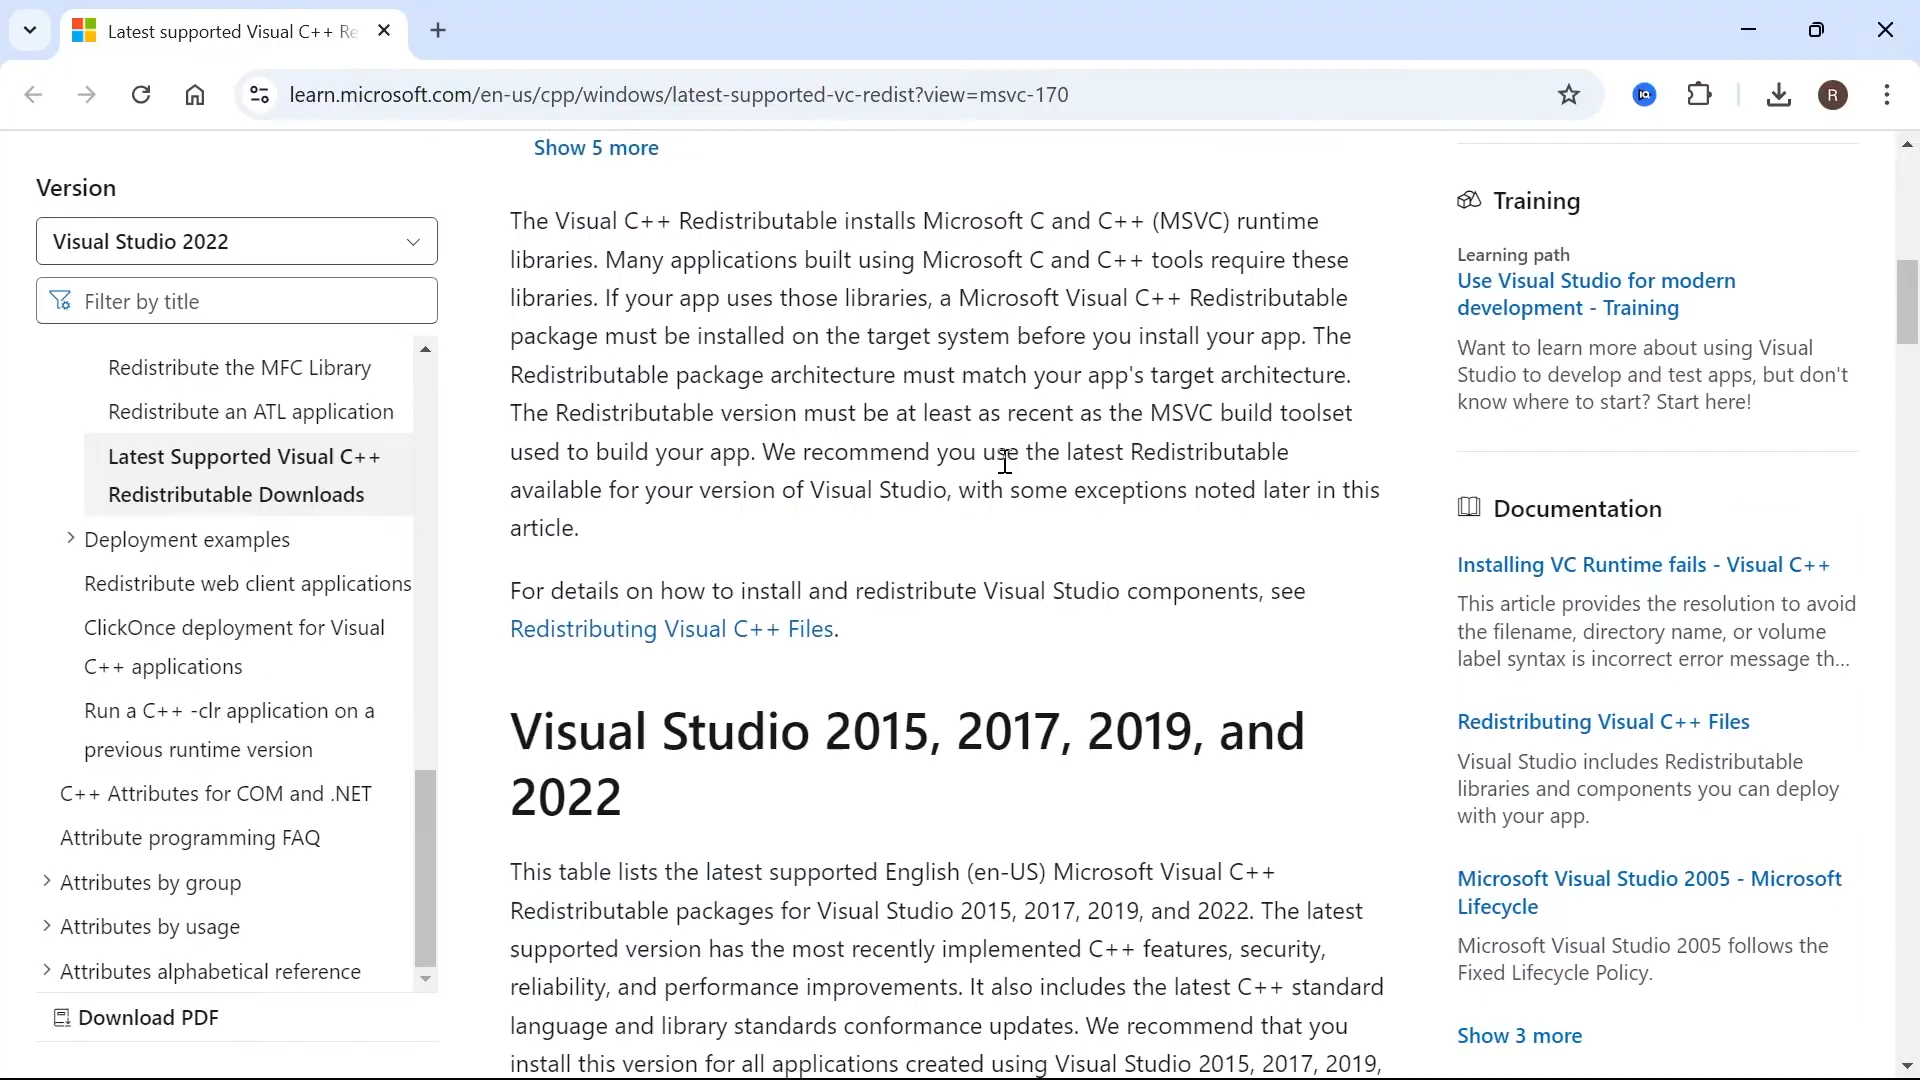 Latest supported Visual C++ Re
learn.microsoft.com/en-us/cpp/windows/latest-supported-vc-redist?view=msvc-170
R
Version
Visual Studio 2022
Filter by title
Redistribute the MFC Library
Redistribute an ATL application
Latest Supported Visual C++
Redistributable Downloads
Deployment examples
Redistribute web client applications
ClickOnce deployment for Visual
C++ applications
Run a C++ -clr application on a
previous runtime version
C++ Attributes for COM and .NET
Attribute programming FAQ
Attributes by group
Attributes by usage
Attributes alphabetical reference
Download PDF
Show 5 more
The Visual C++ Redistributable installs Microsoft C and C++ (MSVC) runtime
libraries. Many applications built using Microsoft C and C++ tools require these
libraries. If your app uses those libraries, a Microsoft Visual C++ Redistributable
package must be installed on the target system before you install your app. The
Redistributable package architecture must match your app's target architecture.
The Redistributable version must be at least as recent as the MSVC build toolset
used to build your app. We recommend you use the latest Redistributable
available for your version of Visual Studio, with some exceptions noted later in this
article.
For details on how to install and redistribute Visual Studio components, see
Redistributing Visual C++ Files.
Visual Studio 2015, 2017, 2019, and
2022
This table lists the latest supported English (en-US) Microsoft Visual C++
Redistributable packages for Visual Studio 2015, 2017, 2019, and 2022. The latest
supported version has the most recently implemented C++ features, security,
reliability, and performance improvements. It also includes the latest C++ standard
language and library standards conformance updates. We recommend that you
install this version for all applications created using Visual Studio 2015, 2017, 2019,
Training
Learning path
Use Visual Studio for modern
development - Training
Want to learn more about using Visual
Studio to develop and test apps, but don't
know where to start? Start here!
Documentation
Installing VC Runtime fails - Visual C++
This article provides the resolution to avoid
the filename, directory name, or volume
label syntax is incorrect error message th...
Redistributing Visual C++ Files
Visual Studio includes Redistributable
libraries and components you can deploy
with your app.
Microsoft Visual Studio 2005 - Microsoft
Lifecycle
Microsoft Visual Studio 2005 follows the
Fixed Lifecycle Policy.
Show 3 more